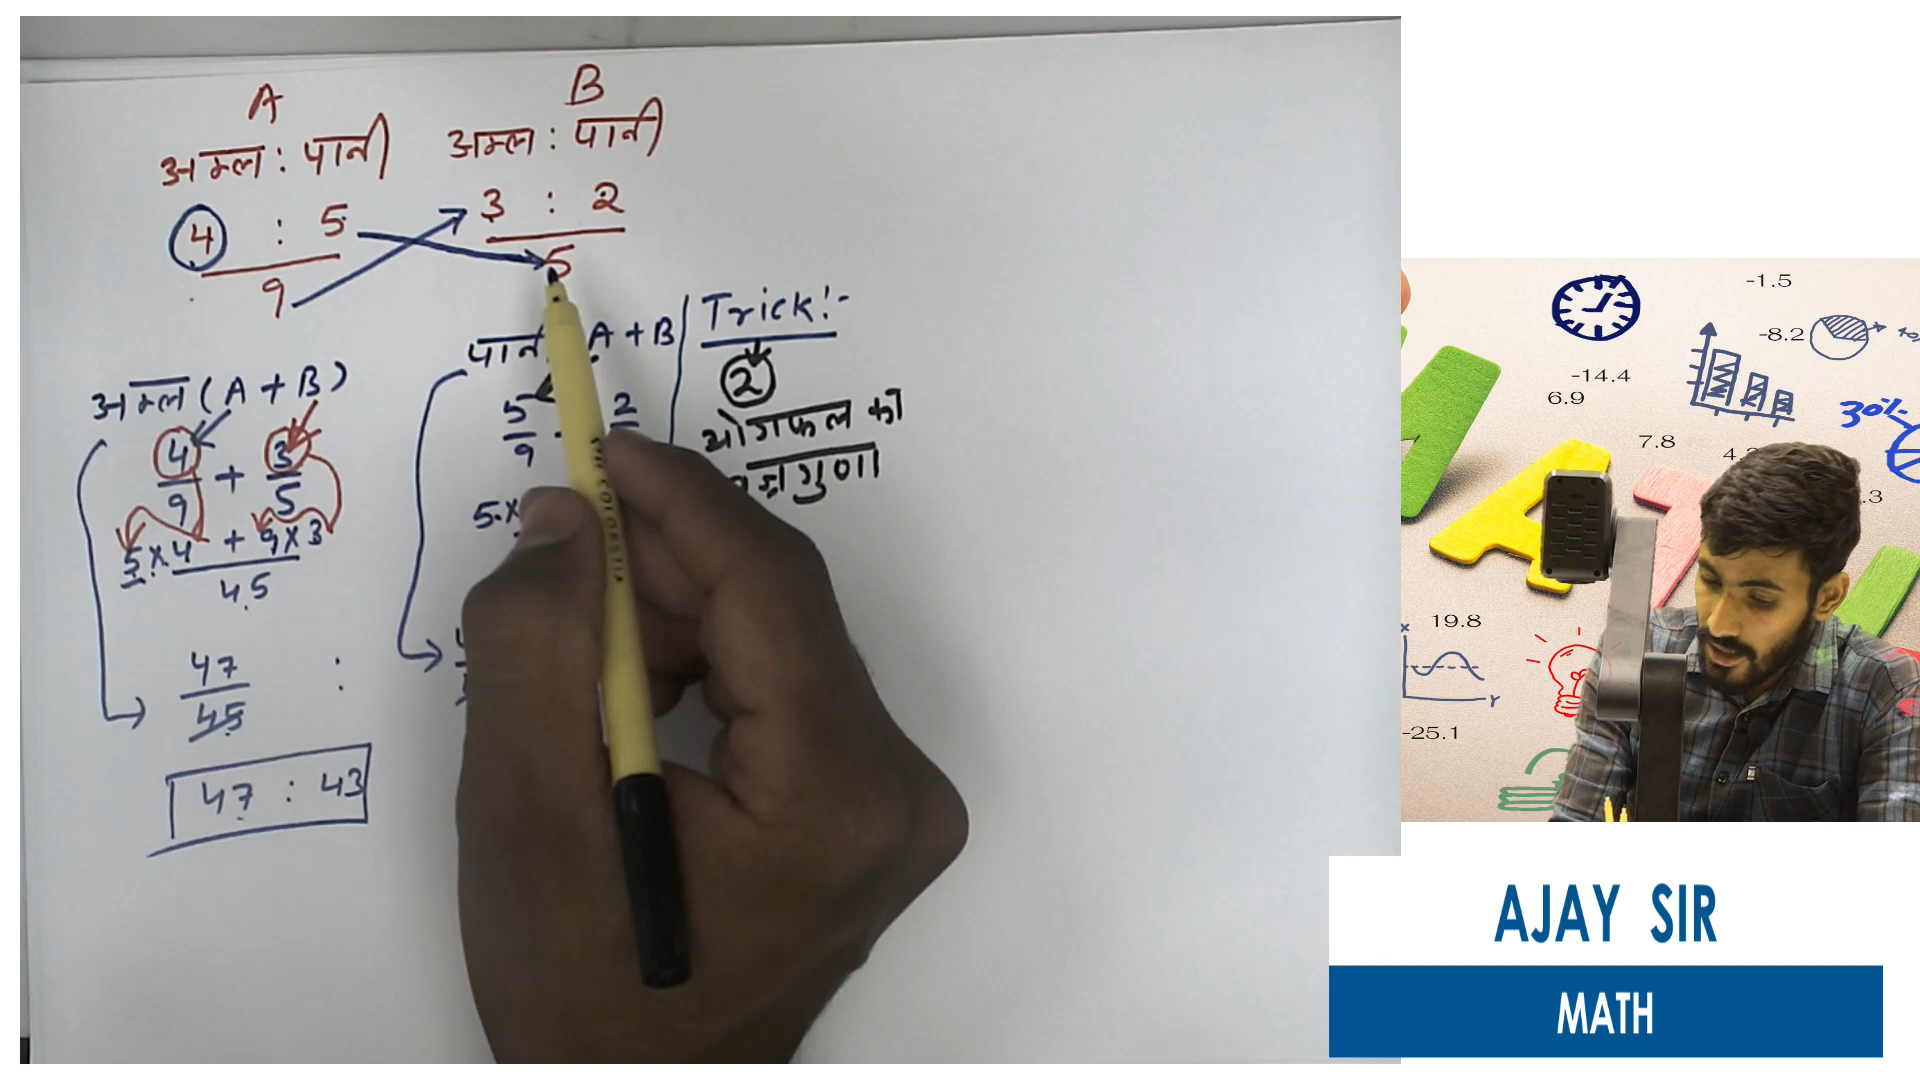 A
B
अम्ल : पानी
अम्ल : पानी
4 : 5
3 : 2
9
5
अम्ल (A + B)
4/9 + 3/5
5 × 4 + 9 × 3
45
47
:
45
47 : 43
A + B
5
2
9
5 ×
Trick :-
2
योगफल की
-1.5
-8.2
-14.4
6.9
7.8
30%
19.8
Y
-25.1
AJAY SIR
MATH